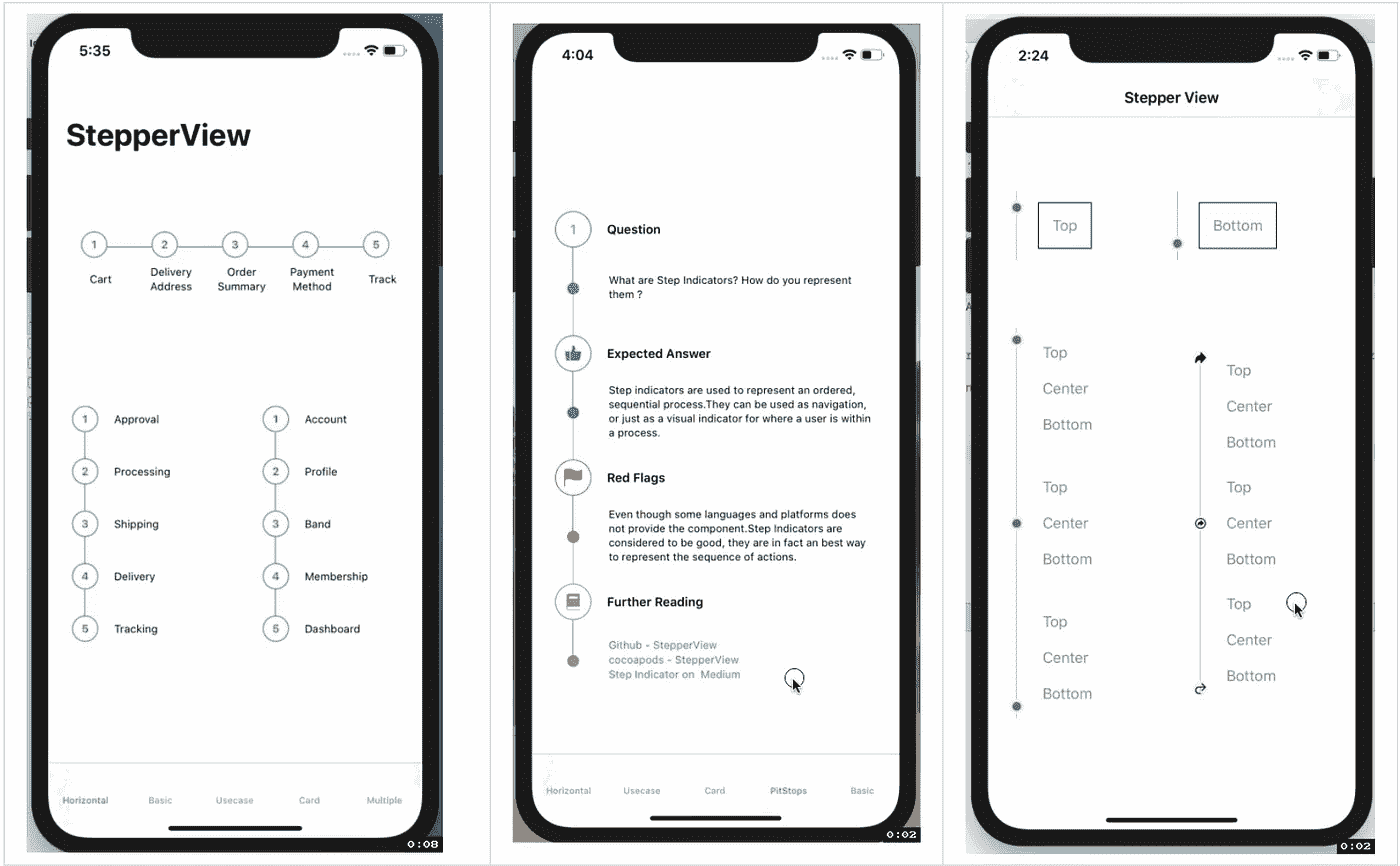 5:35
StepperView
1 2 3 4 5
Cart Delivery Order Payment Track
Address Summary Method
1 Approval 1 Account
2 Processing 2 Profile
3 Shipping 3 Band
4 Delivery 4 Membership
5 Tracking 5 Dashboard
Horizontal Basic Usecase Card Multiple
0:08
4:04
1 Question
What are Step Indicators? How do you represent
them ?
Expected Answer
Step indicators are used to represent an ordered,
sequential process.They can be used as navigation,
or just as a visual indicator for where a user is within
a process.
Red Flags
Even though some languages and platforms does
not provide the component.Step Indicators are
considered to be good, they are in fact an best way
to represent the sequence of actions.
Further Reading
Github - StepperView
cocoapods - StepperView
Step Indicator on Medium
Horizontal Usecase Card PitStops Basic
0:02
2:24
Stepper View
Top Bottom
Top
Center
Bottom
Top
Center
Bottom
Top
Center
Bottom
Top
Center
Bottom
Top
Center
Bottom
Top
Center
Bottom
0:02